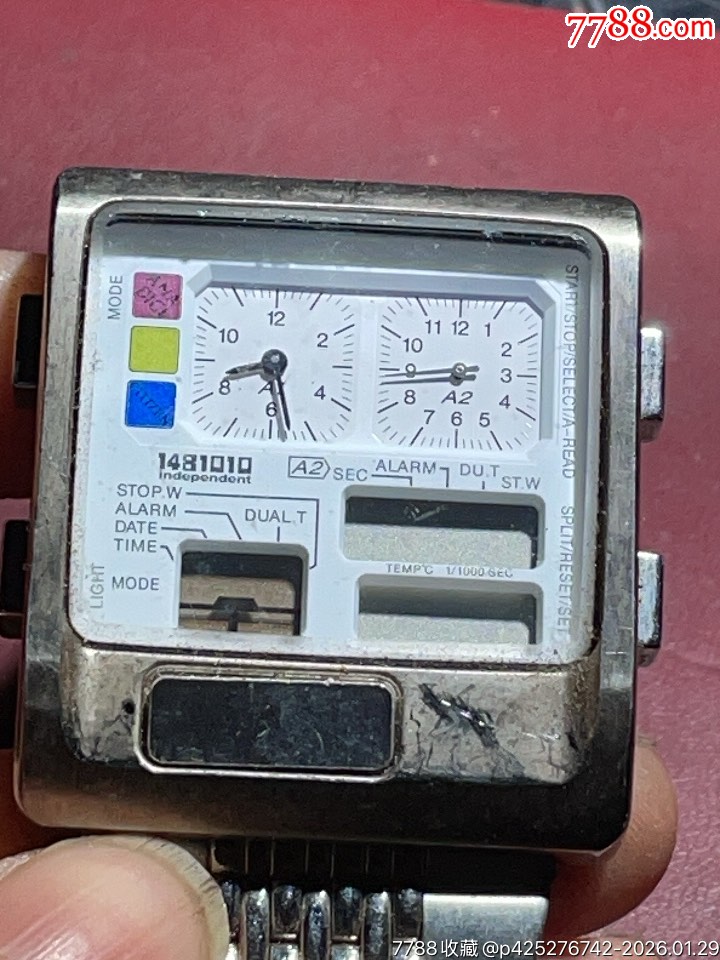 7788.com
MODE
ANA
DIGI
12
10 2
8 4
6
11 12 1
10 2
9 3
8 A2 4
7 6 5
START/STOP/SELECT/A-READ
SPLIT/RESET/SET
1481010
independent
A2 SEC ALARM DU.T ST.W
STOP.W
ALARM
DATE DUAL.T
TIME
LIGHT
MODE
TEMP℃ 1/1000 SEC
7788收藏@p425276742-2026.01.29